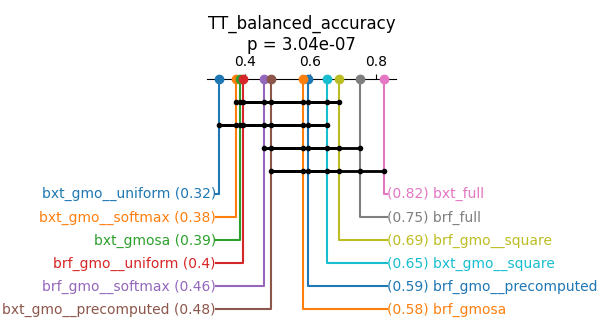 TT_balanced_accuracy
p = 3.04e-07
0.4 0.6 0.8
bxt_gmo__uniform (0.32) (0.82) bxt_full
bxt_gmo__softmax (0.38) (0.75) brf_full
bxt_gmosa (0.39) (0.69) brf_gmo__square
brf_gmo__uniform (0.4) (0.65) bxt_gmo__square
brf_gmo__softmax (0.46) (0.59) brf_gmo__precomputed
bxt_gmo__precomputed (0.48) (0.58) brf_gmosa